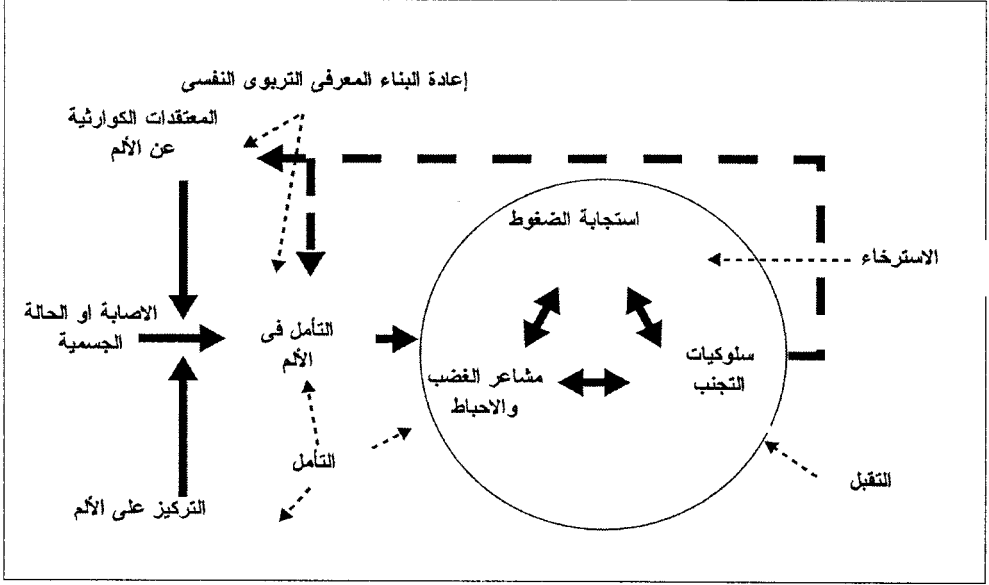 إعادة البناء المعرفى التربوى النفسى
المعتقدات الكوارثية
عن الألم
استجابة الضغوط
الاسترخاء
الاصابة او الحالة
الجسمية
التأمل فى
الألم
سلوكيات
التجنب
مشاعر الغضب
والاحباط
التأمل
التقبل
التركيز على الألم